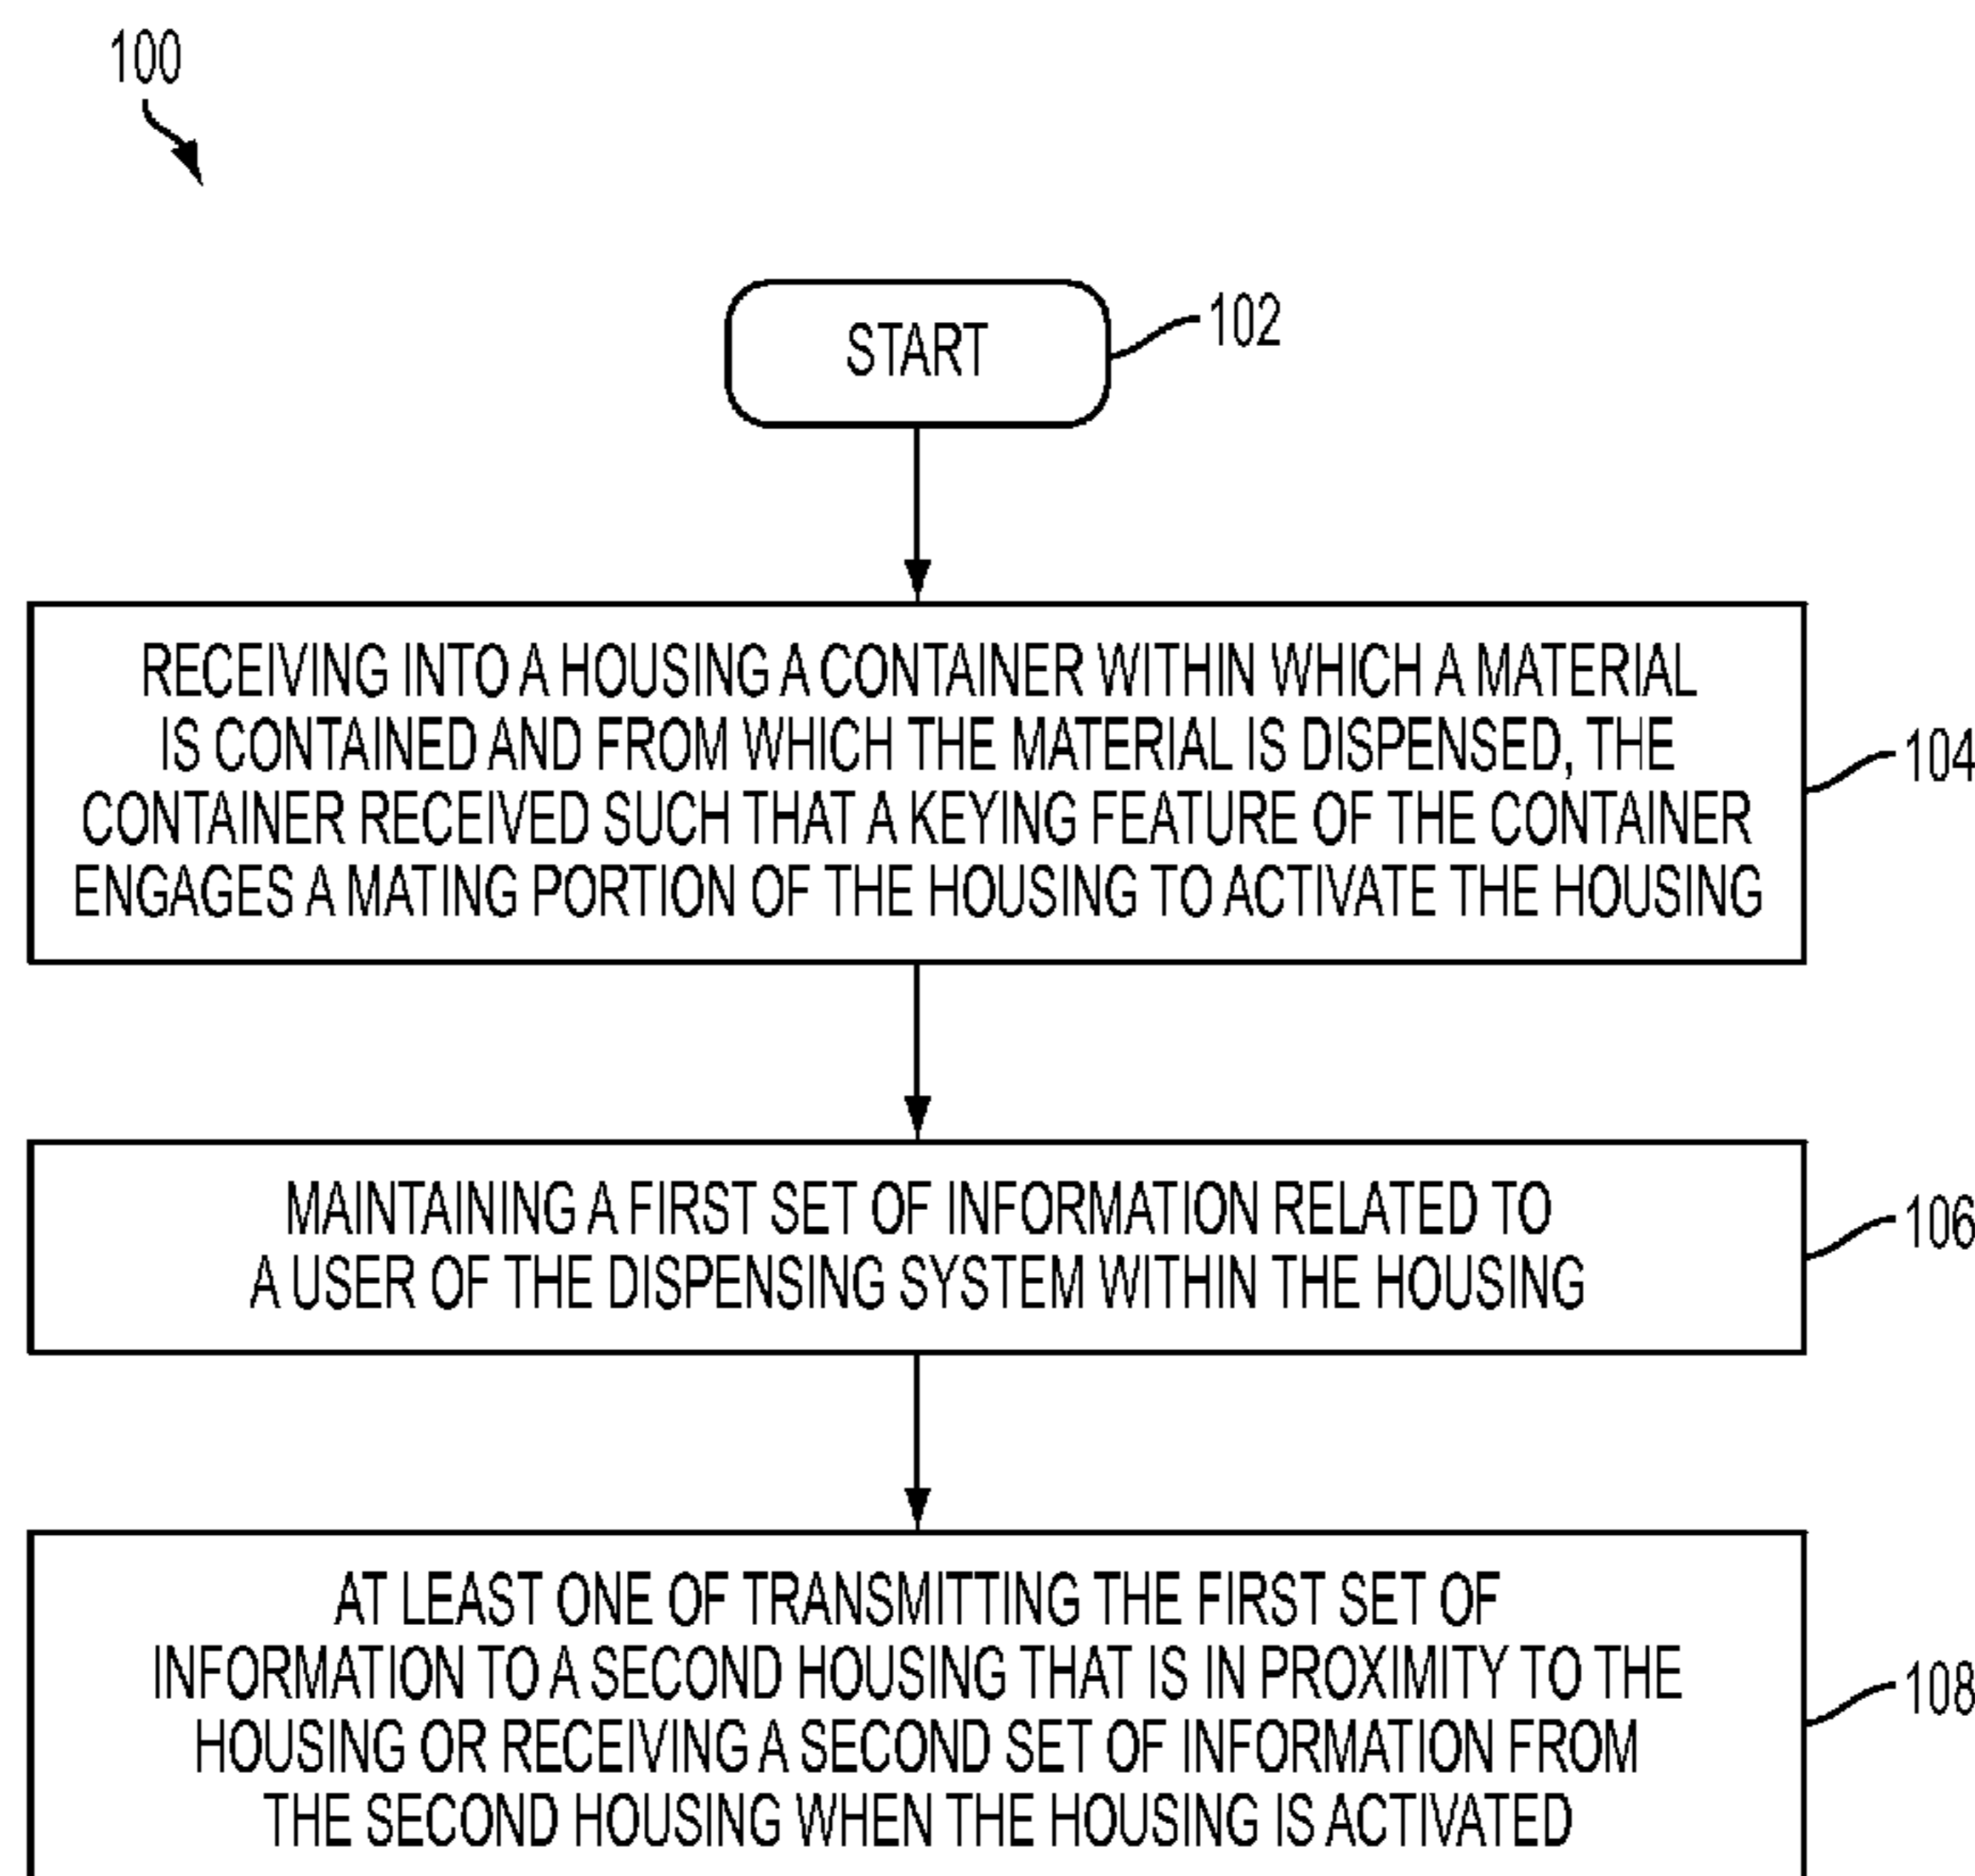 100
START
102
RECEIVING INTO A HOUSING A CONTAINER WITHIN WHICH A MATERIAL
IS CONTAINED AND FROM WHICH THE MATERIAL IS DISPENSED, THE
CONTAINER RECEIVED SUCH THAT A KEYING FEATURE OF THE CONTAINER
ENGAGES A MATING PORTION OF THE HOUSING TO ACTIVATE THE HOUSING
104
MAINTAINING A FIRST SET OF INFORMATION RELATED TO
A USER OF THE DISPENSING SYSTEM WITHIN THE HOUSING
106
AT LEAST ONE OF TRANSMITTING THE FIRST SET OF
INFORMATION TO A SECOND HOUSING THAT IS IN PROXIMITY TO THE
HOUSING OR RECEIVING A SECOND SET OF INFORMATION FROM
THE SECOND HOUSING WHEN THE HOUSING IS ACTIVATED
108